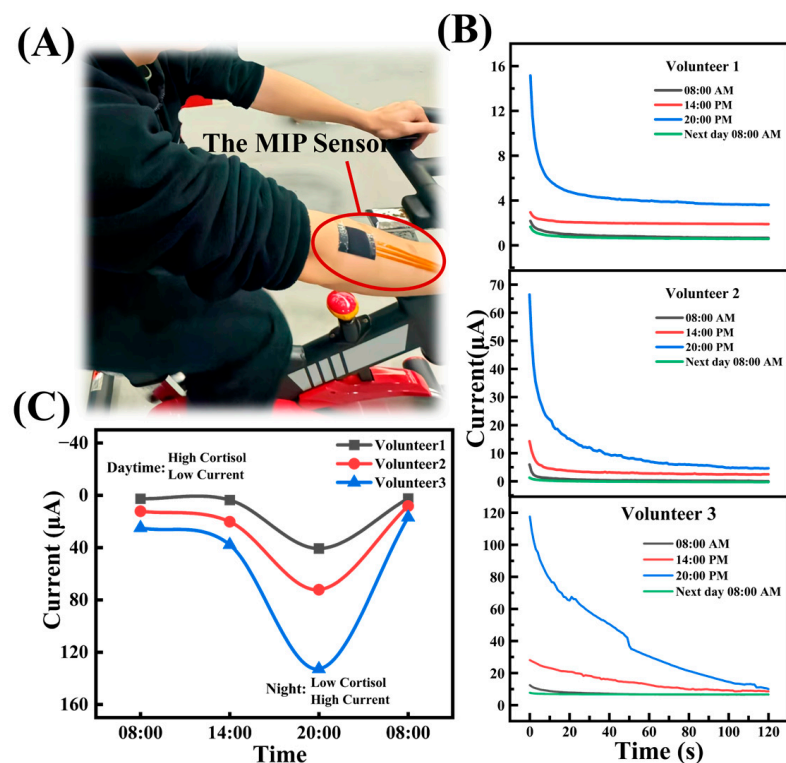 (A)
The MIP Sensor
(B)
Current(μA)
16
12
8
4
0
Volunteer 1
08:00 AM
14:00 PM
20:00 PM
Next day 08:00 AM
70
60
50
40
30
20
10
0
Volunteer 2
08:00 AM
14:00 PM
20:00 PM
Next day 08:00 AM
120
100
80
60
40
20
0
Volunteer 3
08:00 AM
14:00 PM
20:00 PM
Next day 08:00 AM
0 20 40 60 80 100 120
Time (s)
(C)
Current (μA)
−40
0
40
80
120
160
Daytime: High Cortisol
Low Current
Volunteer1
Volunteer2
Volunteer3
Night: Low Cortisol
High Current
08:00 14:00 20:00 08:00
Time